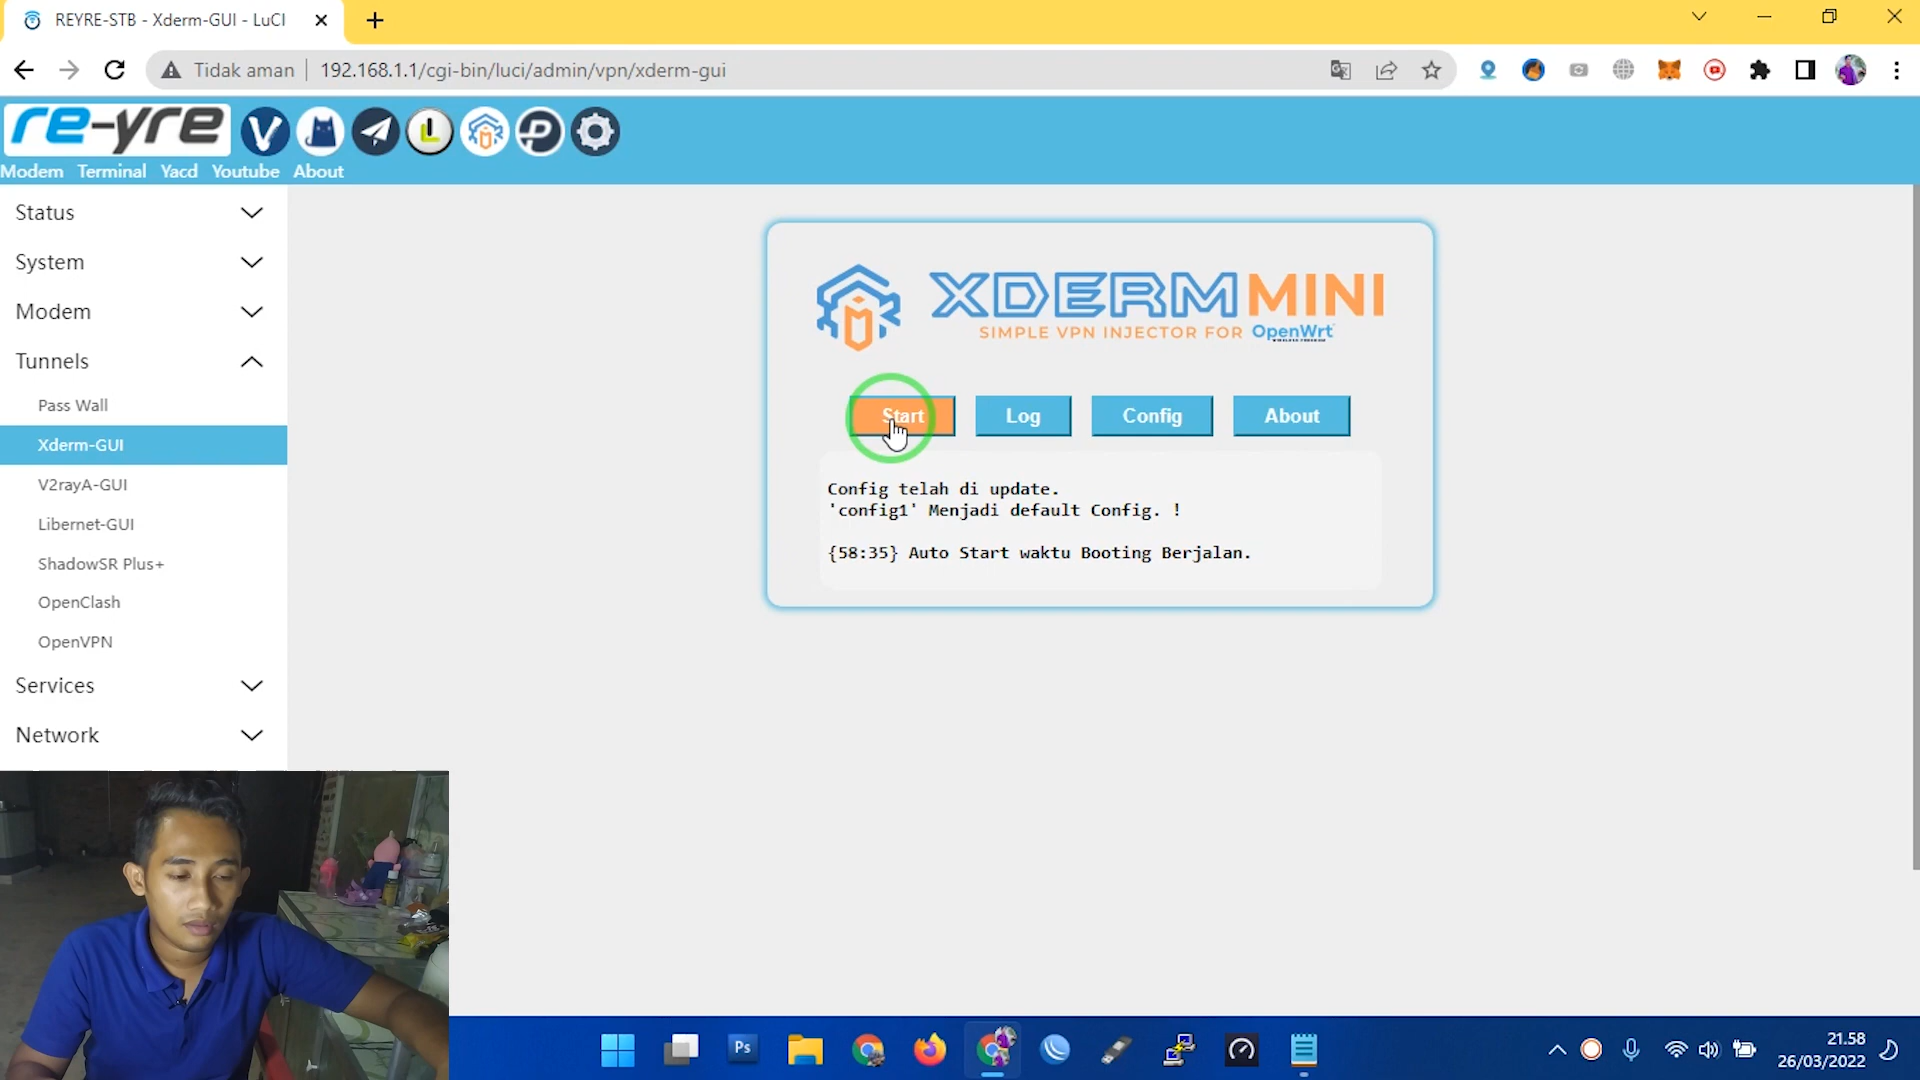 REYRE-STB - Xderm-GUI - LuCI
Tidak aman
192.168.1.1/cgi-bin/luci/admin/vpn/xderm-gui
re-yre
Modem Terminal Yacd Youtube About
Status
System
Modem
Tunnels
Pass Wall
Xderm-GUI
V2rayA-GUI
Libernet-GUI
ShadowSR Plus+
OpenClash
OpenVPN
Services
Network
XDERM MINI
SIMPLE VPN INJECTOR FOR OpenWrt
Start Log Config About
Config telah di update.
'config1' Menjadi default Config. !
{58:35} Auto Start waktu Booting Berjalan.
Ps
21.58
26/03/2022